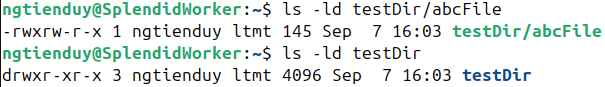 ngtienduy@SplendidWorker:~$ ls -ld testDir/abcFile
-rwxrw-r-x 1 ngtienduy ltmt 145 Sep  7 16:03 testDir/abcFile
ngtienduy@SplendidWorker:~$ ls -ld testDir
drwxr-xr-x 3 ngtienduy ltmt 4096 Sep  7 16:03 testDir